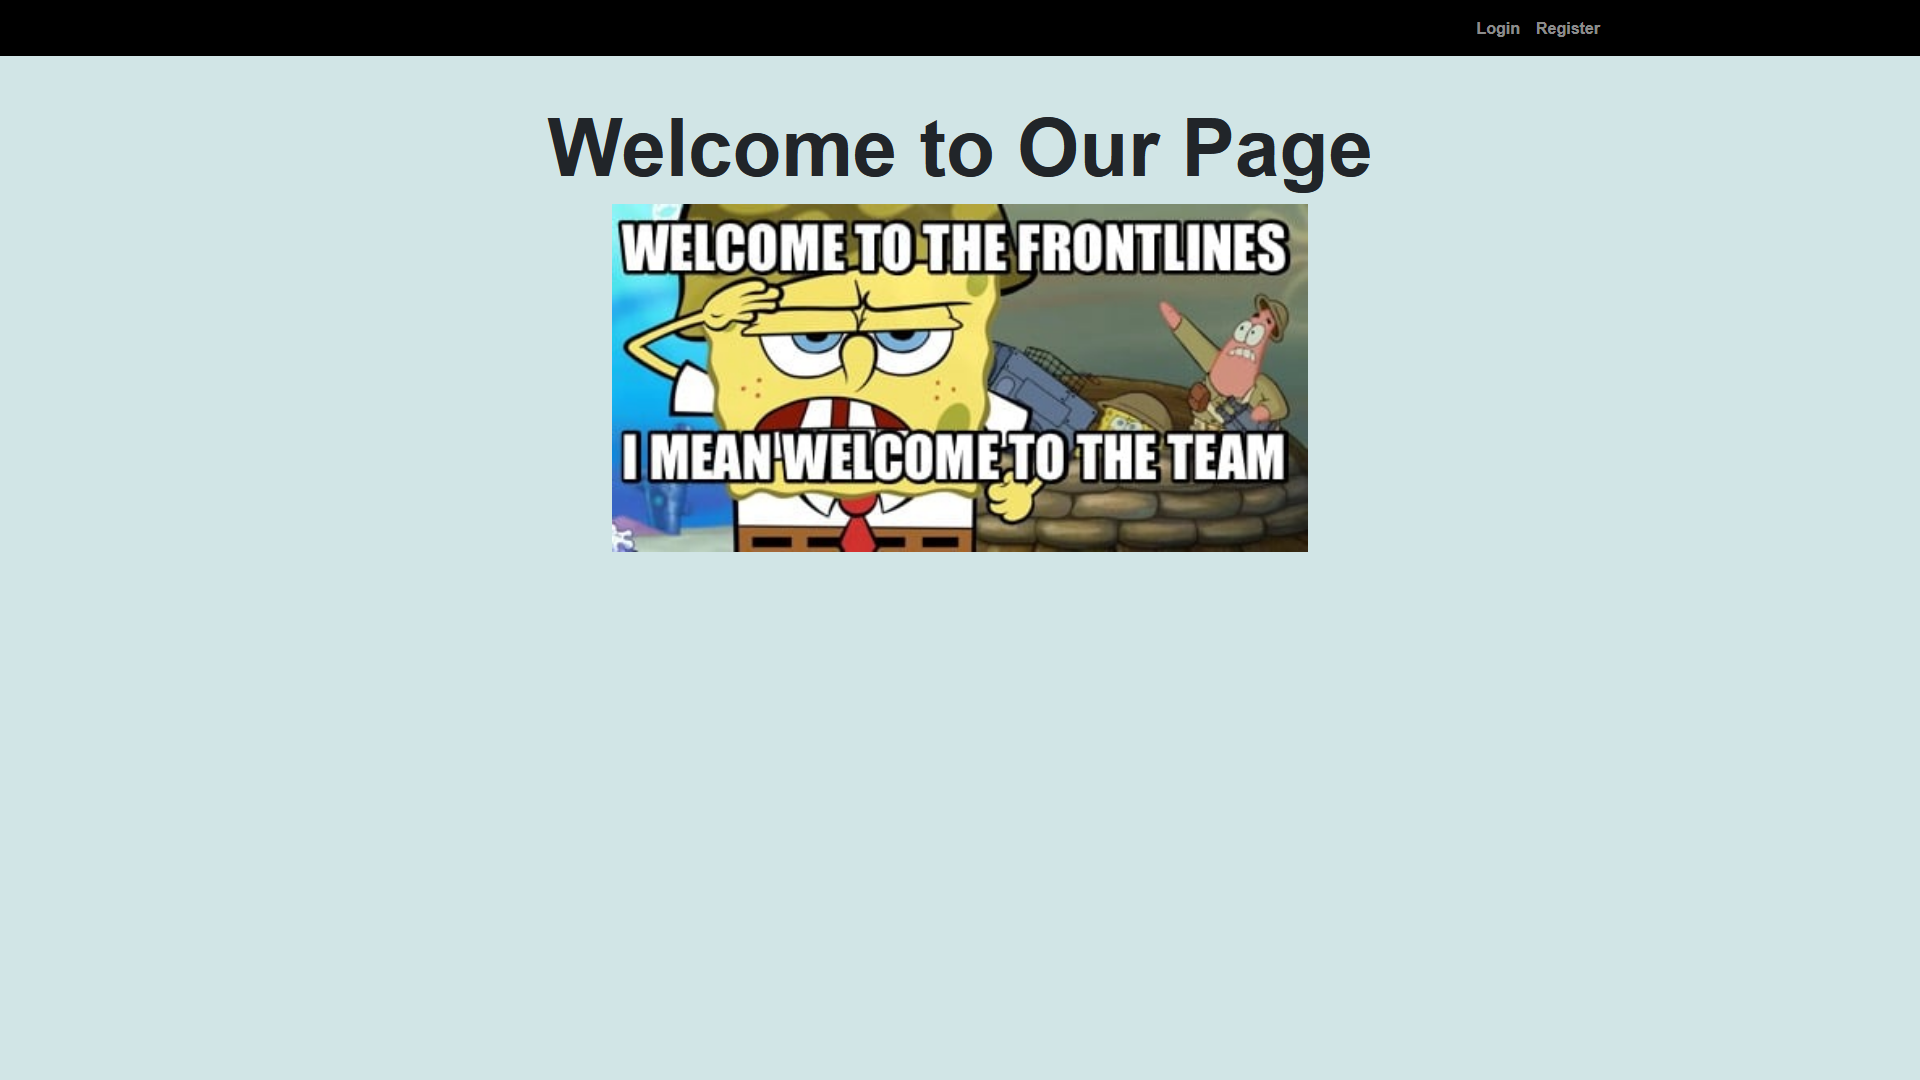 Login Register
Welcome to Our Page
WELCOME TO THE FRONTLINES
I MEAN WELCOME TO THE TEAM